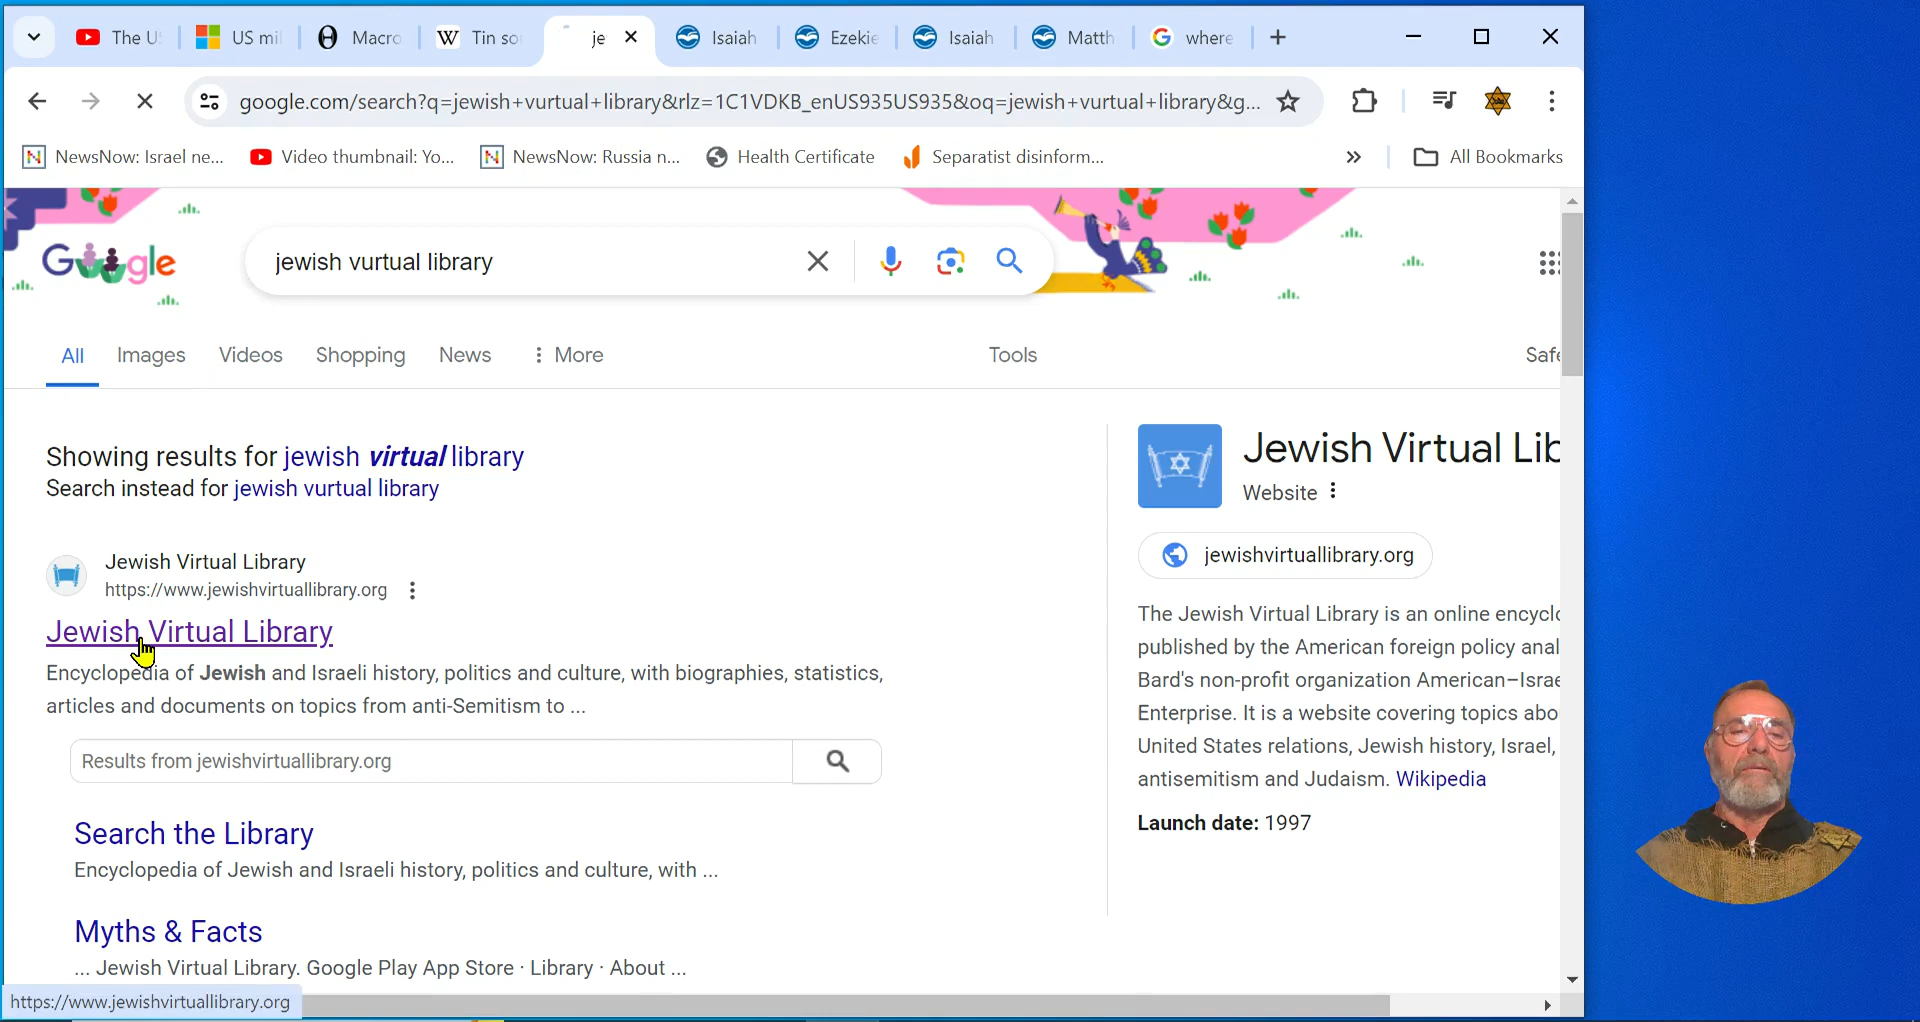 The U
US mil
Macro
Tin so
je
Isaiah
Ezekie
Isaiah
Matth
where
google.com/search?q=jewish+vurtual+library&rlz=1C1VDKB_enUS935US935&oq=jewish+vurtual+library&g...
NewsNow: Israel ne...
Video thumbnail: Yo...
NewsNow: Russia n...
Health Certificate
Separatist disinform...
All Bookmarks
Google
jewish vurtual library
All
Images
Videos
Shopping
News
More
Tools
Safe
Showing results for jewish virtual library
Search instead for jewish vurtual library
Jewish Virtual Library
https://www.jewishvirtuallibrary.org
Jewish Virtual Library
Encyclopedia of Jewish and Israeli history, politics and culture, with biographies, statistics,
articles and documents on topics from anti-Semitism to ...
Results from jewishvirtuallibrary.org
Search the Library
Encyclopedia of Jewish and Israeli history, politics and culture, with ...
Myths & Facts
... Jewish Virtual Library. Google Play App Store · Library · About ...
Jewish Virtual Lib
Website
jewishvirtuallibrary.org
The Jewish Virtual Library is an online encyclo
published by the American foreign policy anal
Bard's non-profit organization American–Israe
Enterprise. It is a website covering topics abo
United States relations, Jewish history, Israel,
antisemitism and Judaism. Wikipedia
Launch date: 1997
https://www.jewishvirtuallibrary.org